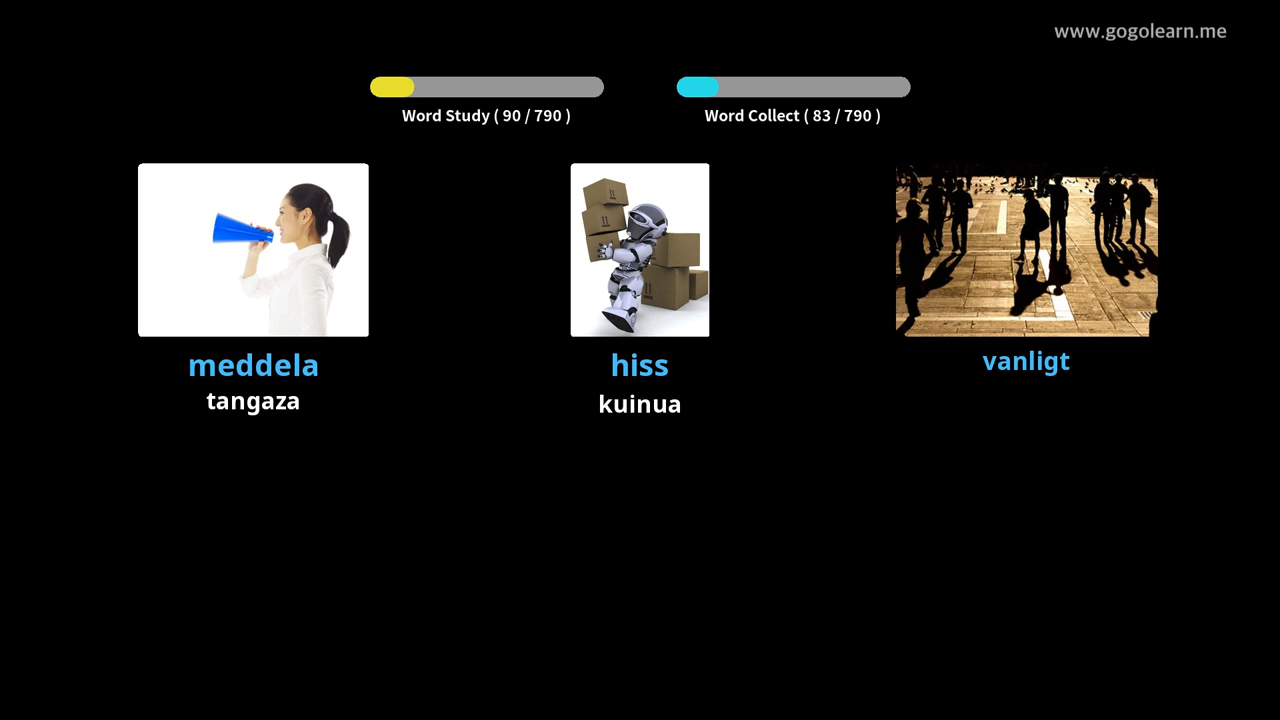 www.gogolearn.me
Word Study ( 90 / 790 )
Word Collect ( 83 / 790 )
meddela
tangaza
hiss
kuinua
vanligt